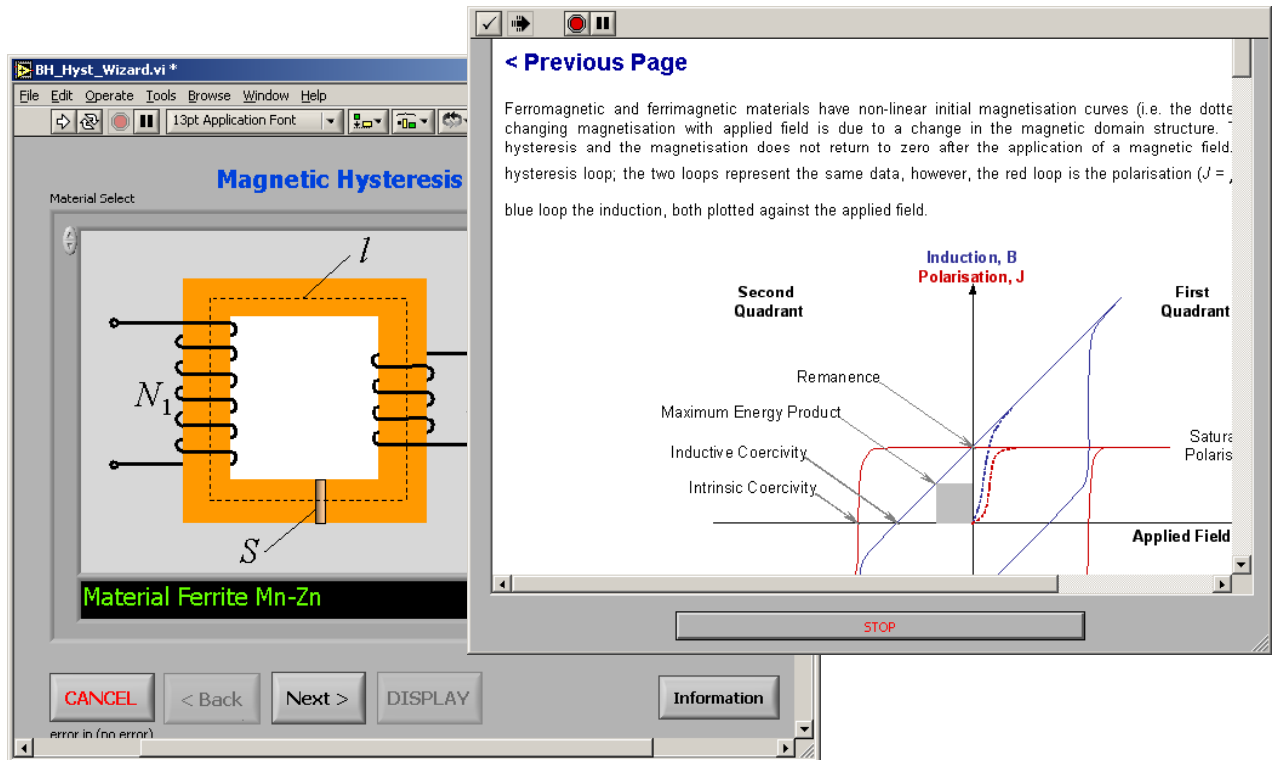 BH_Hyst_Wizard.vi *
File Edit Operate Tools Browse Window Help
13pt Application Font
Magnetic Hysteresis
Material Select
l
N1
S
Material Ferrite Mn-Zn
CANCEL
< Back
Next >
DISPLAY
Information
error in (no error)
< Previous Page
Ferromagnetic and ferrimagnetic materials have non-linear initial magnetisation curves (i.e. the dotte
changing magnetisation with applied field is due to a change in the magnetic domain structure.
hysteresis and the magnetisation does not return to zero after the application of a magnetic field.
hysteresis loop; the two loops represent the same data, however, the red loop is the polarisation (J =
blue loop the induction, both plotted against the applied field.
Induction, B
Polarisation, J
Second
Quadrant
First
Quadrant
Remanence
Maximum Energy Product
Inductive Coercivity
Intrinsic Coercivity
Satura
Polaris
Applied Field
STOP